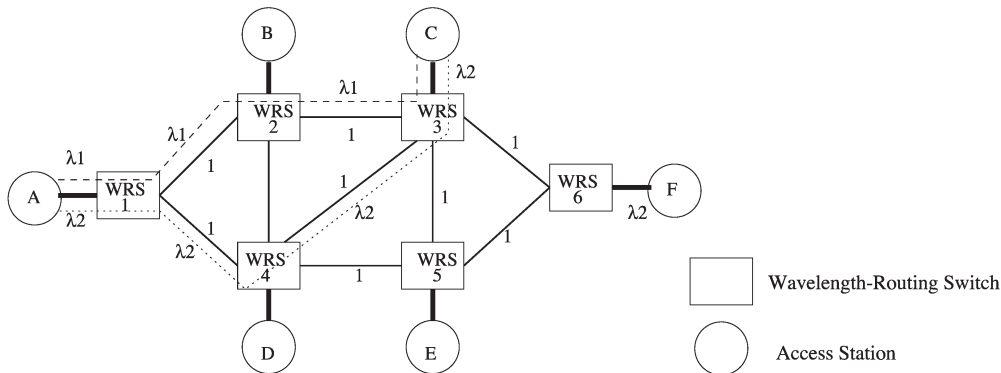 B
C
λ2
λ1
λ1
WRS
2
WRS
3
1
1
1
λ1
A
WRS
1
λ2
1
λ2
1
λ2
1
WRS
4
1
WRS
5
1
WRS
6
F
λ2
D
E
Wavelength-Routing Switch
Access Station